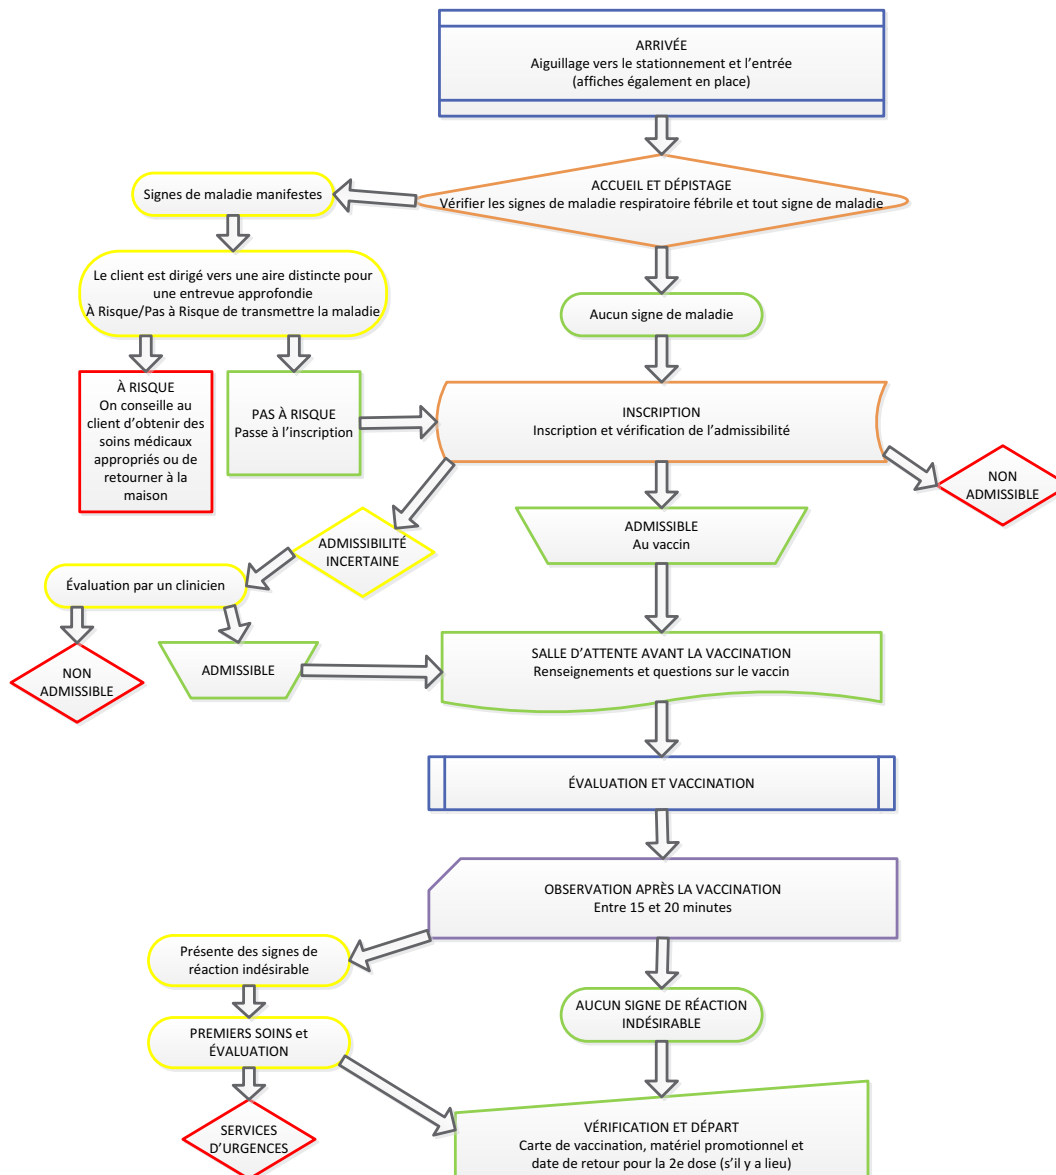 ARRIVÉE
Aiguillage vers le stationnement et l'entrée
(affiches également en place)
ACCUEIL ET DÉPISTAGE
Vérifier les signes de maladie respiratoire fébrile et tout signe de maladie
Signes de maladie manifestes
Le client est dirigé vers une aire distincte pour
une entrevue approfondie
À Risque/Pas à Risque de transmettre la maladie
Aucun signe de maladie
À RISQUE
On conseille au
client d'obtenir des
soins médicaux
appropriés ou de
retourner à la
maison
PAS À RISQUE
Passe à l'inscription
INSCRIPTION
Inscription et vérification de l'admissibilité
NON
ADMISSIBLE
ADMISSIBLE
Au vaccin
ADMISSIBILITÉ
INCERTAINE
Évaluation par un clinicien
NON
ADMISSIBLE
ADMISSIBLE
SALLE D'ATTENTE AVANT LA VACCINATION
Renseignements et questions sur le vaccin
ÉVALUATION ET VACCINATION
OBSERVATION APRÈS LA VACCINATION
Entre 15 et 20 minutes
Présente des signes de
réaction indésirable
AUCUN SIGNE DE RÉACTION
INDÉSIRABLE
PREMIERS SOINS et
ÉVALUATION
SERVICES
D'URGENCES
VÉRIFICATION ET DÉPART
Carte de vaccination, matériel promotionnel et
date de retour pour la 2e dose (s'il y a lieu)